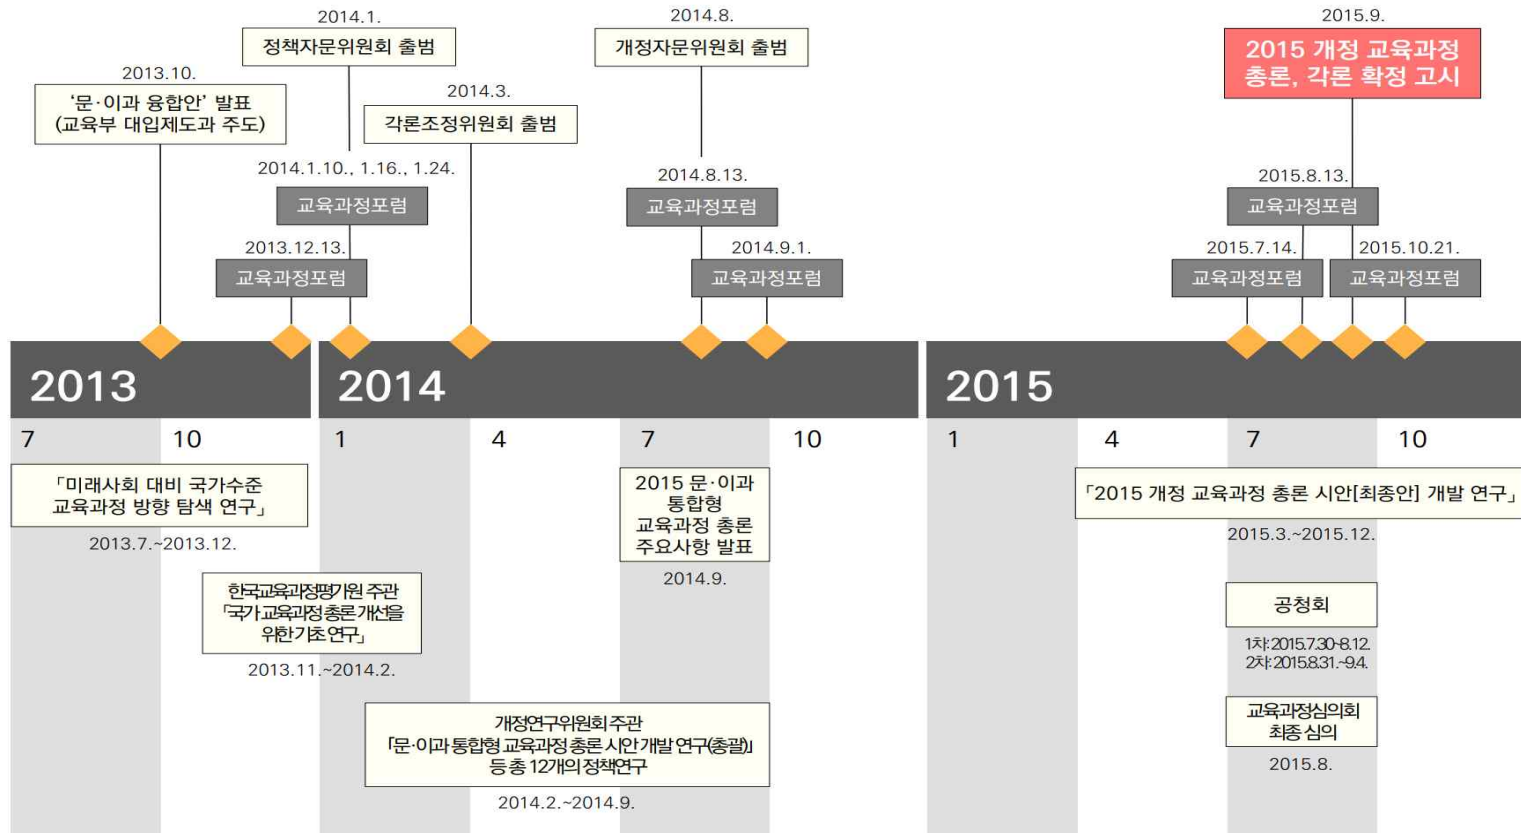 2014.1.
정책자문위원회 출범
2014.8.
개정자문위원회 출범
2015.9.
2015 개정 교육과정
총론, 각론 확정 고시
2013.10.
‘문·이과 융합안’ 발표
(교육부 대입제도과 주도)
2014.3.
각론조정위원회 출범
2014.1.10., 1.16., 1.24.
교육과정포럼
2014.8.13.
교육과정포럼
2015.8.13.
교육과정포럼
2013.12.13.
교육과정포럼
2014.9.1.
교육과정포럼
2015.7.14.
교육과정포럼
2015.10.21.
교육과정포럼
2013
2014
2015
7
10
1
4
7
10
1
4
7
10
「미래사회 대비 국가수준
교육과정 방향 탐색 연구」
2013.7.~2013.12.
한국교육과정평가원 주관
「국가 교육과정 총론 개선을
위한 기초 연구」
2013.11.~2014.2.
개정연구위원회 주관
「문·이과 통합형 교육과정 총론 시안 개발 연구(총괄)」
등 총 12개의 정책연구
2014.2.~2014.9.
2015 문·이과
통합형
교육과정 총론
주요사항 발표
2014.9.
「2015 개정 교육과정 총론 시안[최종안] 개발 연구」
2015.3.~2015.12.
공청회
1차: 2015.7.30~8.12.
2차: 2015.8.31.~9.4.
교육과정심의회
최종 심의
2015.8.